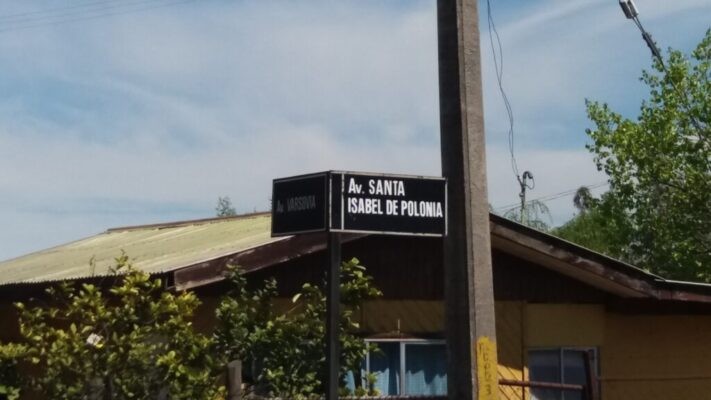 Av. VARSOVIA
Av. SANTA
ISABEL DE POLONIA